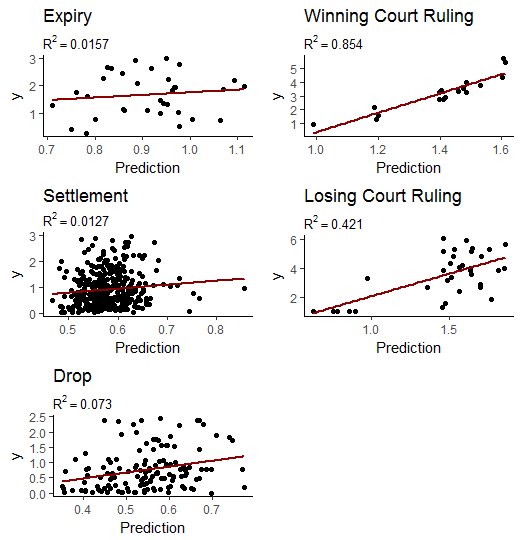 Expiry
R² = 0.0157
3
2
1
y
0.7 0.8 0.9 1.0 1.1
Prediction
Winning Court Ruling
R² = 0.854
5
4
3
2
1
y
1.0 1.2 1.4 1.6
Prediction
Settlement
R² = 0.0127
3
2
1
0
y
0.5 0.6 0.7 0.8
Prediction
Losing Court Ruling
R² = 0.421
6
4
2
y
1.0 1.5
Prediction
Drop
R² = 0.073
2.5
2.0
1.5
1.0
0.5
0.0
y
0.4 0.5 0.6 0.7
Prediction